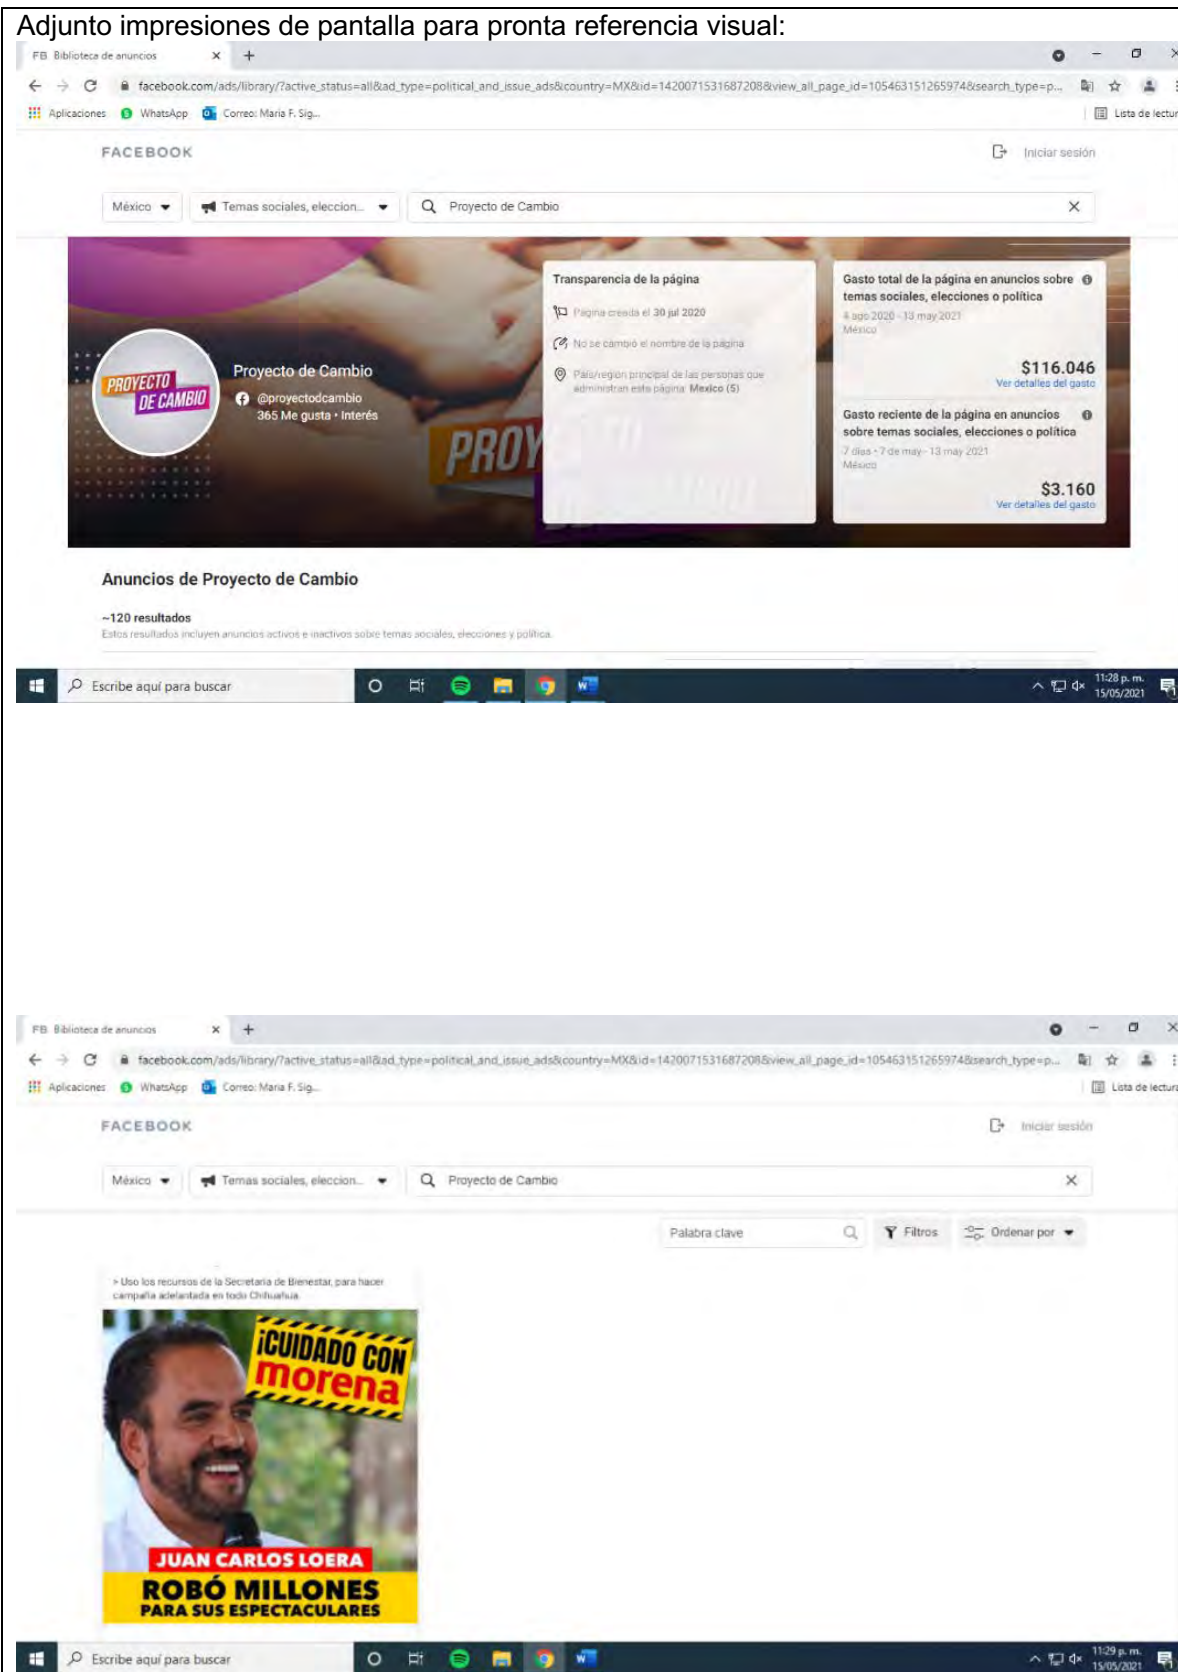 Adjunto impresiones de pantalla para pronta referencia visual:
FB Biblioteca de anuncios
facebook.com/ads/library/?active_status=all&ad_type=political_and_issue_ads&country=MX&id=1420071531687208&view_all_page_id=105463151265974&search_type=p...
Aplicaciones WhatsApp Correo: Maria F. Sig... Lista de lectur
FACEBOOK Iniciar sesión
México Temas sociales, eleccion... Proyecto de Cambio
Transparencia de la página
Página creada el 30 jul 2020
No se cambió el nombre de la página
País/región principal de las personas que
administran esta página: Mexico (5)
Gasto total de la página en anuncios sobre
temas sociales, elecciones o política
4 ago 2020 - 13 may 2021
México
$116.046
Ver detalles del gasto
Gasto reciente de la página en anuncios
sobre temas sociales, elecciones o política
7 días • 7 de may - 13 may 2021
México
$3.160
Ver detalles del gasto
PROYECTO
DE CAMBIO
Proyecto de Cambio
@proyectodcambio
365 Me gusta • Interés
Anuncios de Proyecto de Cambio
~120 resultados
Estos resultados incluyen anuncios activos e inactivos sobre temas sociales, elecciones y política.
Escribe aquí para buscar
11:28 p. m.
15/05/2021
FB Biblioteca de anuncios
facebook.com/ads/library/?active_status=all&ad_type=political_and_issue_ads&country=MX&id=1420071531687208&view_all_page_id=105463151265974&search_type=p...
Aplicaciones WhatsApp Correo: Maria F. Sig... Lista de lectura
FACEBOOK Iniciar sesión
México Temas sociales, eleccion... Proyecto de Cambio
Palabra clave Filtros Ordenar por
> Uso los recursos de la Secretaria de Bienestar, para hacer
campaña adelantada en todo Chihuahua.
¡CUIDADO CON
morena
JUAN CARLOS LOERA
ROBÓ MILLONES
PARA SUS ESPECTACULARES
Escribe aquí para buscar
11:29 p. m.
15/05/2021